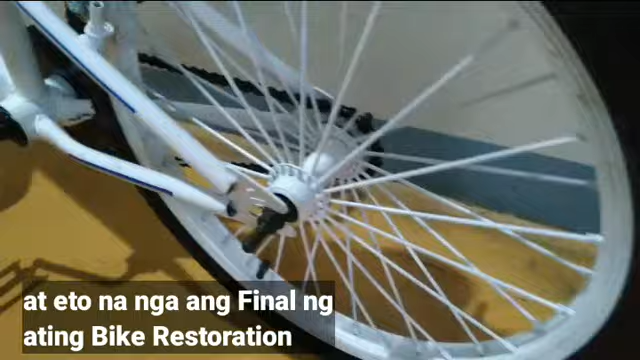 at eto na nga ang Final ng
ating Bike Restoration